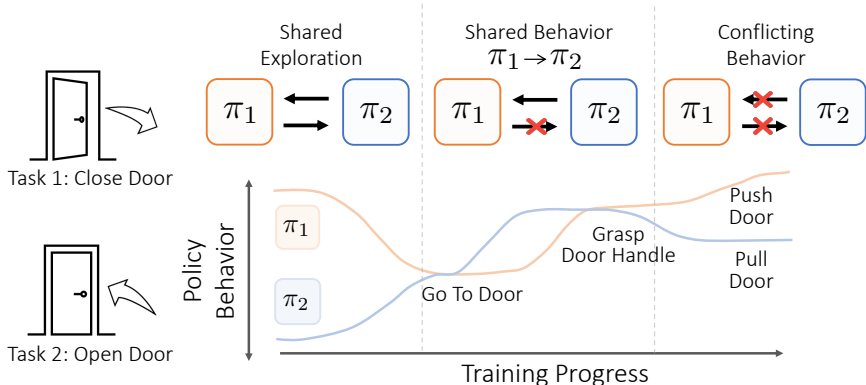 Shared
Exploration
Shared Behavior
π₁→π₂
Conflicting
Behavior
π₁
π₂
π₁
π₂
π₁
π₂
Task 1: Close Door
Task 2: Open Door
Policy
Behavior
π₁
π₂
Go To Door
Grasp
Door Handle
Push
Door
Pull
Door
Training Progress